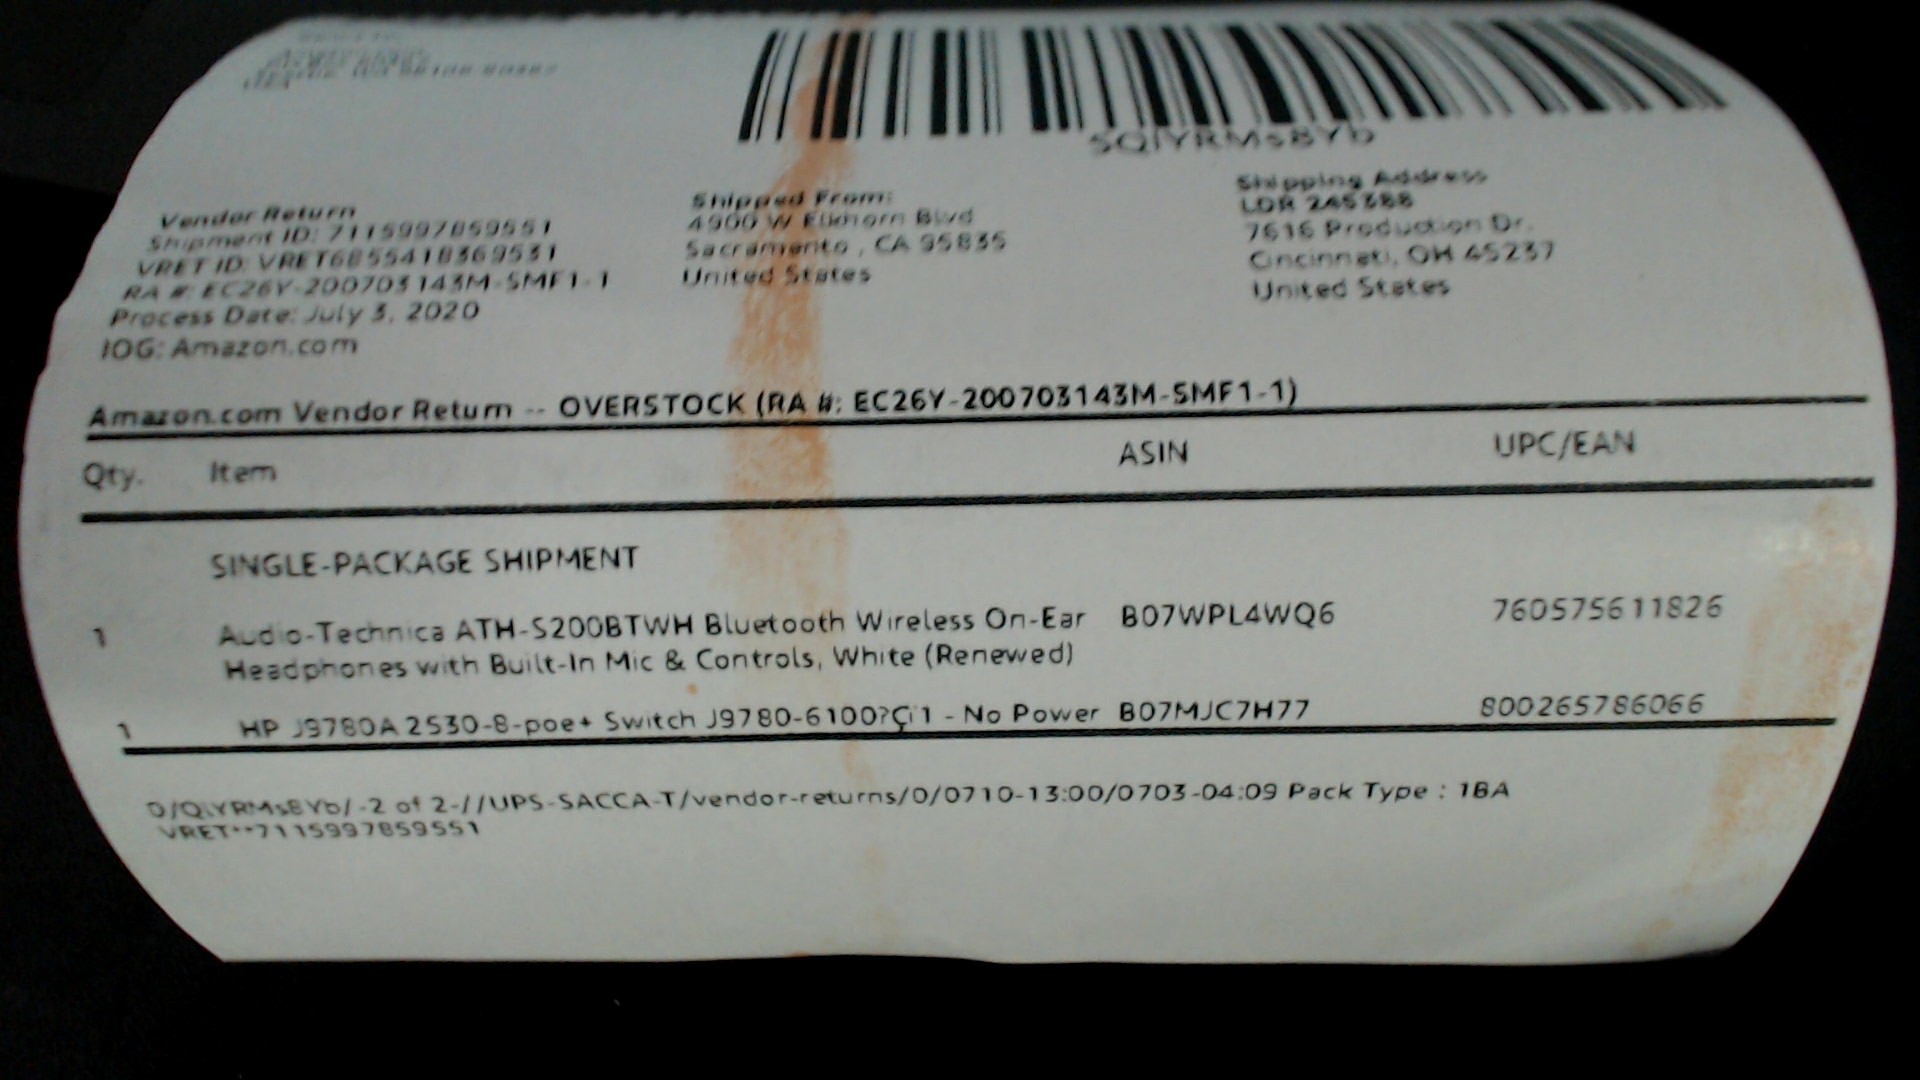 SQlYRMs8Yb
Vendor Return
Shipment ID: 7115997859551
VRET ID: VRET6855418369531
RA #: EC26Y-200703143M-SMF1-1
Process Date: July 3, 2020
IOG: Amazon.com
Shipped From:
4900 W Elkhorn Blvd
Sacramento , CA 95835
United States
Shipping Address
LDR 245388
7616 Production Dr.
Cincinnati, OH 45237
United States
Amazon.com Vendor Return -- OVERSTOCK (RA #: EC26Y-200703143M-SMF1-1)
Qty. Item ASIN UPC/EAN
SINGLE-PACKAGE SHIPMENT
1 Audio-Technica ATH-S200BTWH Bluetooth Wireless On-Ear B07WPL4WQ6 760575611826
Headphones with Built-In Mic & Controls, White (Renewed)
1 HP J9780A 2530-8-poe+ Switch J9780-6100?Çì1 - No Power B07MJC7H77 800265786066
0/QlYRMs8Yb/-2 of 2-//UPS-SACCA-T/vendor-returns/0/0710-13:00/0703-04:09 Pack Type : 1BA
VRET**7115997859551